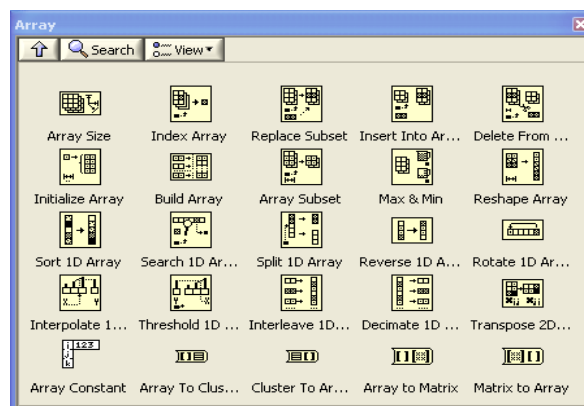 Array
Search View
Array Size Index Array Replace Subset Insert Into Ar... Delete From ...
Initialize Array Build Array Array Subset Max & Min Reshape Array
Sort 1D Array Search 1D Ar... Split 1D Array Reverse 1D A... Rotate 1D Ar...
Interpolate 1... Threshold 1D ... Interleave 1D... Decimate 1D ... Transpose 2D...
Array Constant Array To Clus... Cluster To Ar... Array to Matrix Matrix to Array